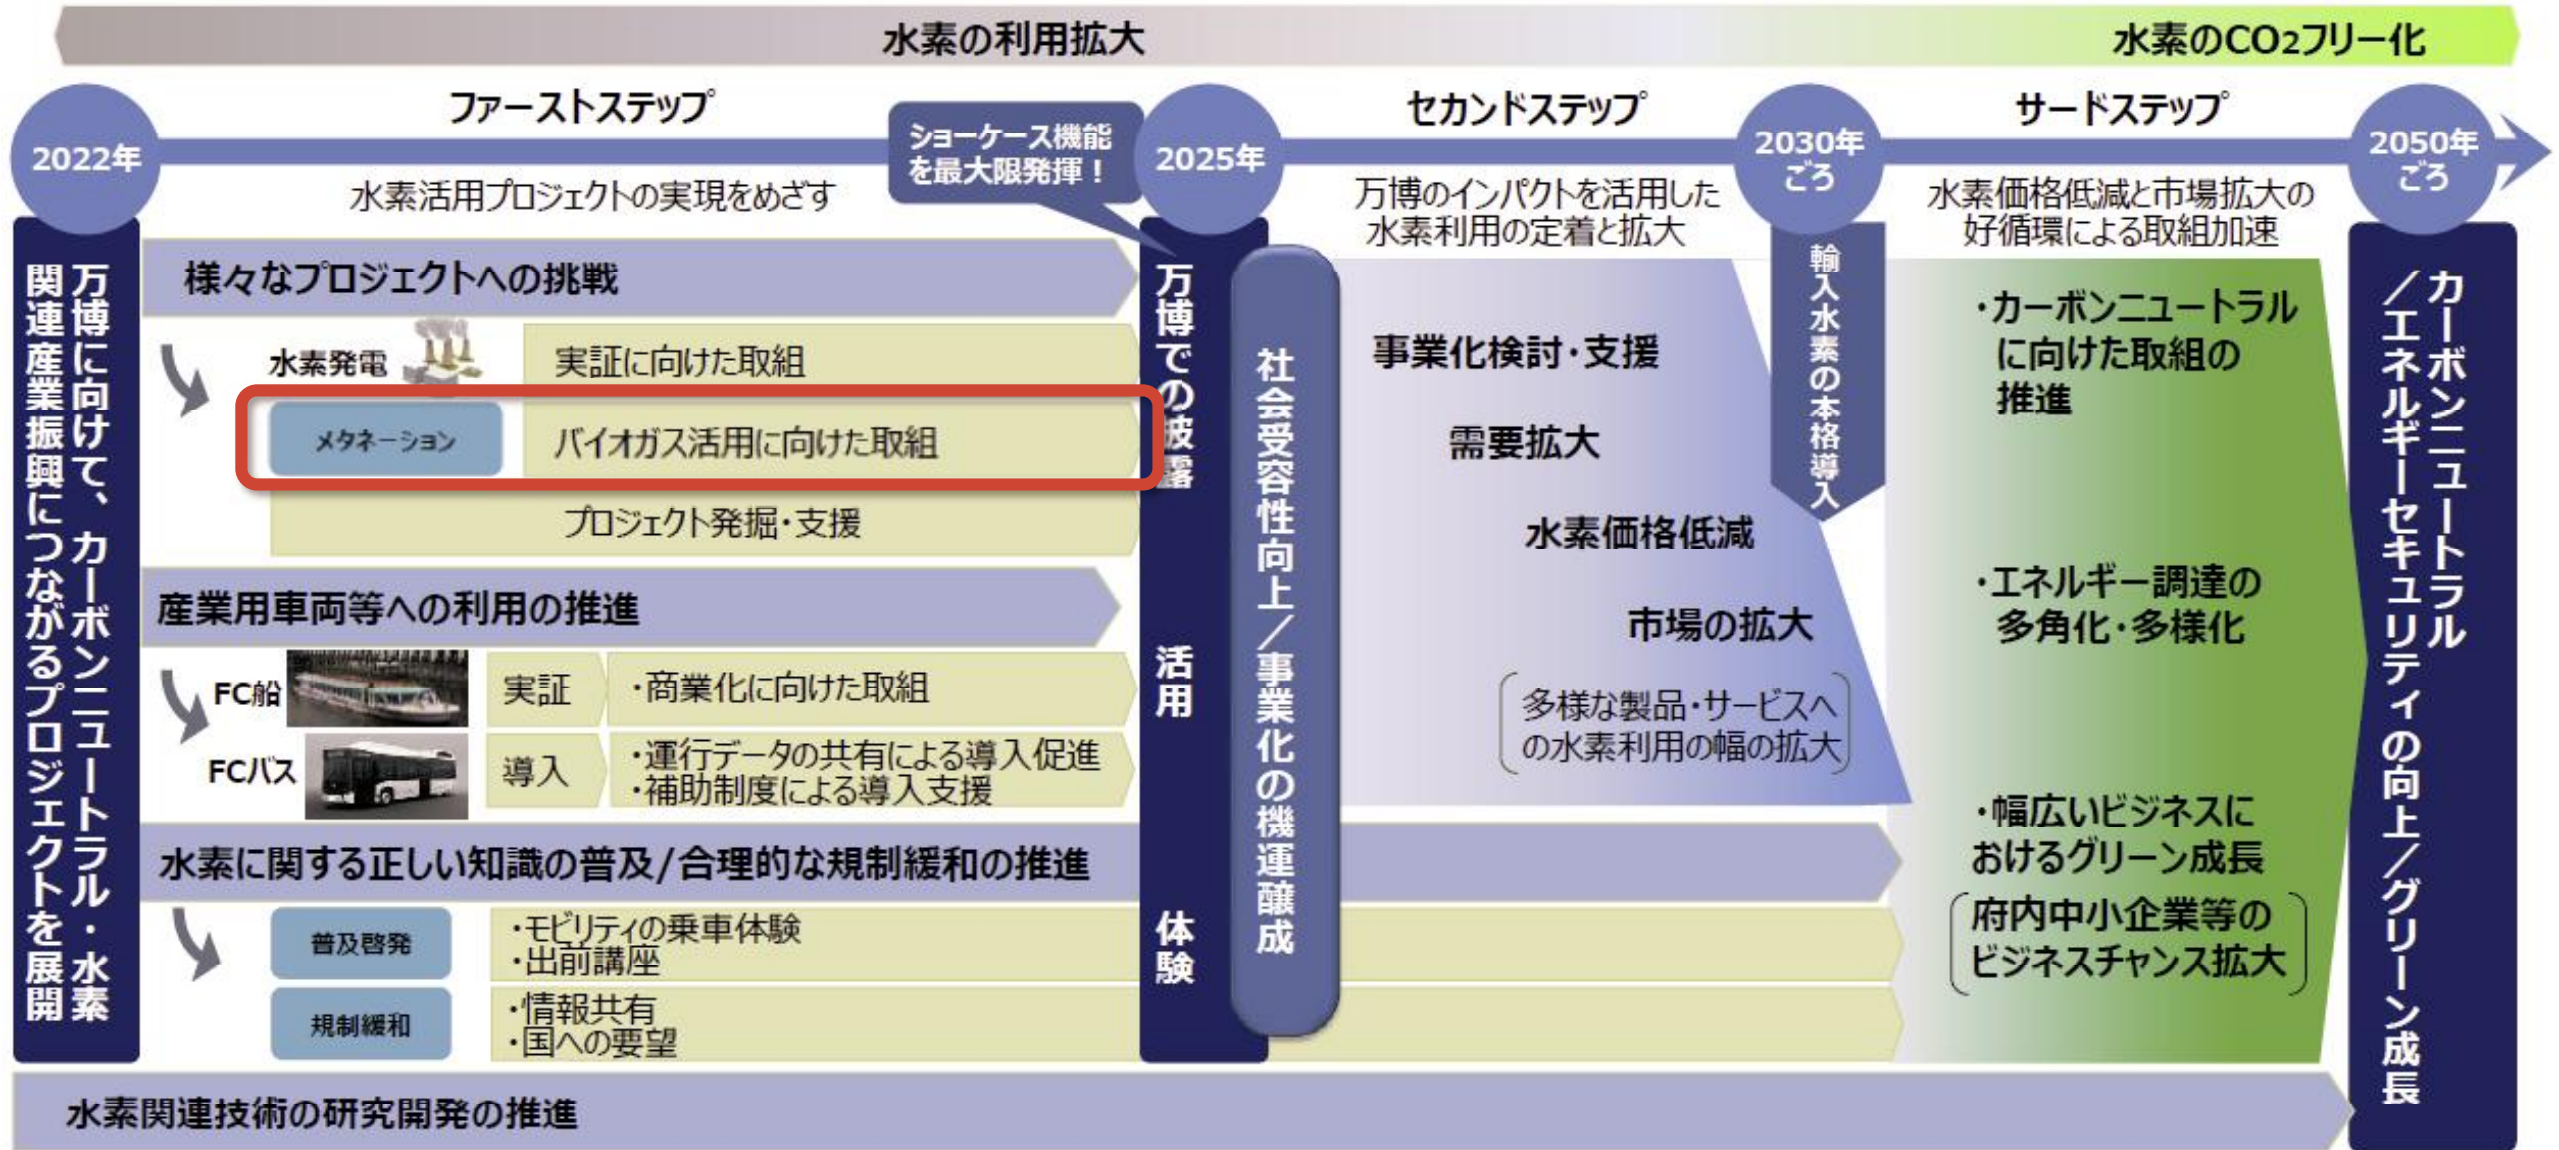 水素の利用拡大
水素のCO2フリー化
ファーストステップ
セカンドステップ
サードステップ
2022年
ショーケース機能
を最大限発揮！
2025年
2030年
ごろ
2050年
ごろ
水素活用プロジェクトの実現をめざす
万博のインパクトを活用した
水素利用の定着と拡大
水素価格低減と市場拡大の
好循環による取組加速
万博に向けて、カーボンニュートラル・水素
関連産業振興につながるプロジェクトを展開
様々なプロジェクトへの挑戦
水素発電
実証に向けた取組
メタネーション
バイオガス活用に向けた取組
プロジェクト発掘・支援
産業用車両等への利用の推進
FC船
実証
・商業化に向けた取組
FCバス
導入
・運行データの共有による導入促進
・補助制度による導入支援
水素に関する正しい知識の普及/合理的な規制緩和の推進
普及啓発
・モビリティの乗車体験
・出前講座
規制緩和
・情報共有
・国への要望
水素関連技術の研究開発の推進
万博での披露
活用
体験
社会受容性向上/事業化の機運醸成
事業化検討・支援
需要拡大
水素価格低減
市場の拡大
多様な製品・サービスへ
の水素利用の幅の拡大
輸入水素の本格導入
・カーボンニュートラル
に向けた取組の
推進
・エネルギー調達の
多角化・多様化
・幅広いビジネスに
おけるグリーン成長
府内中小企業等の
ビジネスチャンス拡大
カーボンニュートラル
/エネルギーセキュリティの向上/グリーン成長